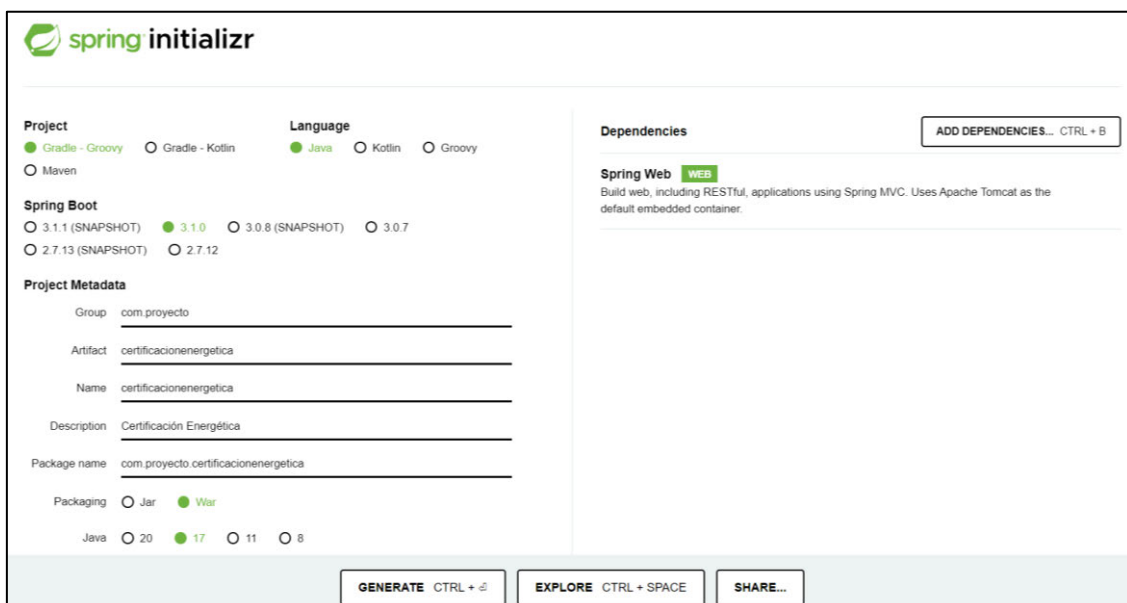 spring initializr
Project
Gradle - Groovy Gradle - Kotlin
Maven
Language
Java Kotlin Groovy
Spring Boot
3.1.1 (SNAPSHOT) 3.1.0 3.0.8 (SNAPSHOT) 3.0.7
2.7.13 (SNAPSHOT) 2.7.12
Project Metadata
Group com.proyecto
Artifact certificacionenergetica
Name certificacionenergetica
Description Certificación Energética
Package name com.proyecto.certificacionenergetica
Packaging Jar War
Java 20 17 11 8
Dependencies
ADD DEPENDENCIES... CTRL + B
Spring Web WEB
Build web, including RESTful, applications using Spring MVC. Uses Apache Tomcat as the
default embedded container.
GENERATE CTRL + ⏎
EXPLORE CTRL + SPACE
SHARE...